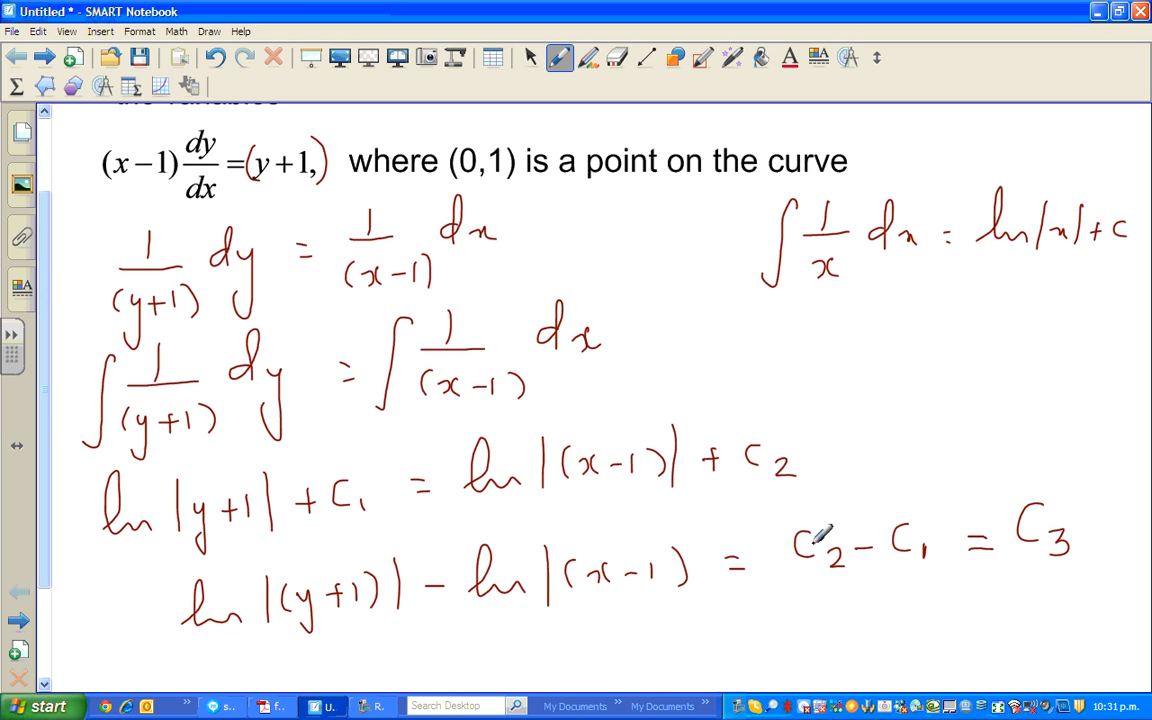 Untitled * - SMART Notebook
File Edit View Insert Format Math Draw Help
(x − 1) dy/dx = (y + 1,) where (0,1) is a point on the curve
∫ 1/x dx = ln|x| + c
1/(y+1) dy = 1/(x−1) dx
∫ 1/(y+1) dy = ∫ 1/(x−1) dx
ln|y+1| + C₁ = ln|(x−1)| + C₂
ln|(y+1)| − ln|(x−1) = C₂ − C₁ = C₃
start s... f... U. R. Search Desktop My Documents » My Documents » 10:31 p.m.